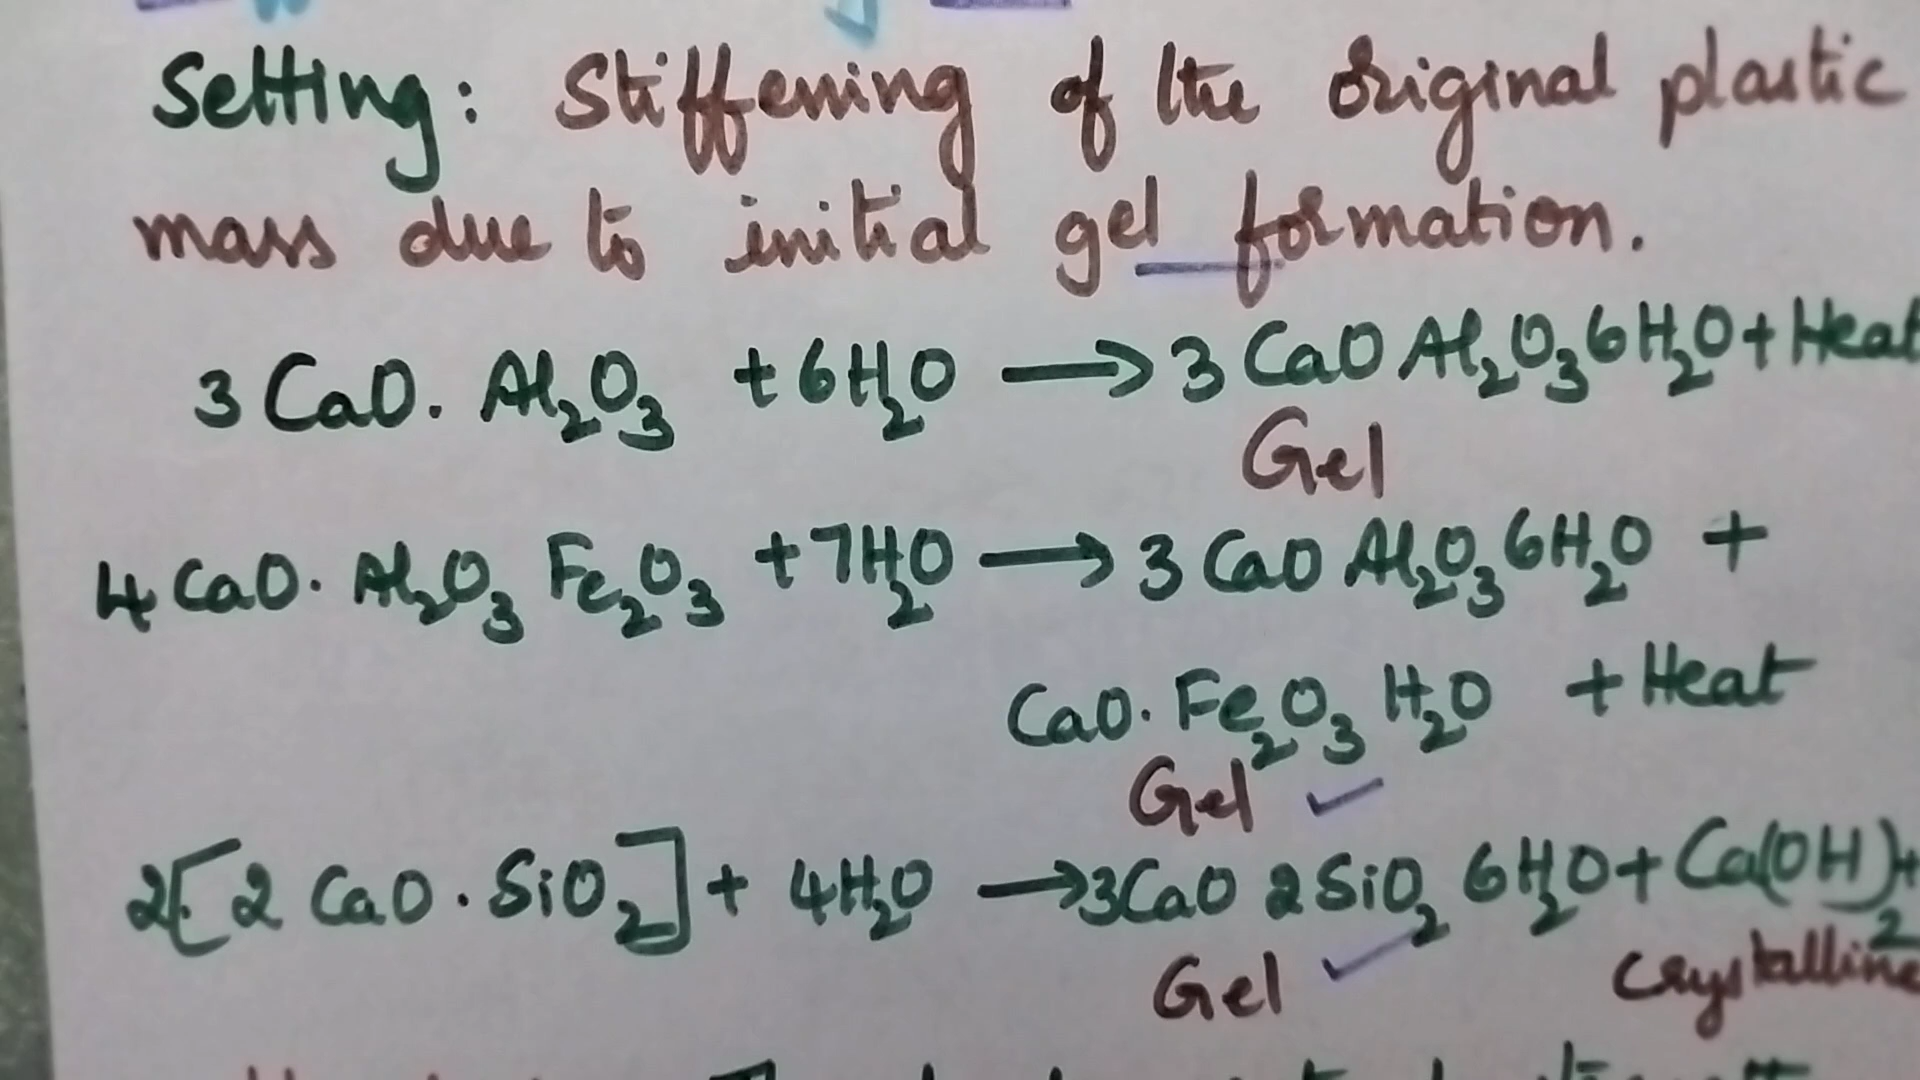 Setting: Stiffening of the original plastic
mass due to initial gel formation.
3 CaO. Al₂O₃ + 6H₂O ⟶ 3 CaO Al₂O₃ 6H₂O + Heat
Gel
4 CaO. Al₂O₃ Fe₂O₃ + 7H₂O ⟶ 3 CaO Al₂O₃ 6H₂O +
CaO. Fe₂O₃ H₂O + Heat
Gel ✓
2[2 CaO . SiO₂] + 4H₂O ⟶ 3CaO 2SiO₂ 6H₂O + Ca(OH)₂ +
Gel ✓ Crystalline